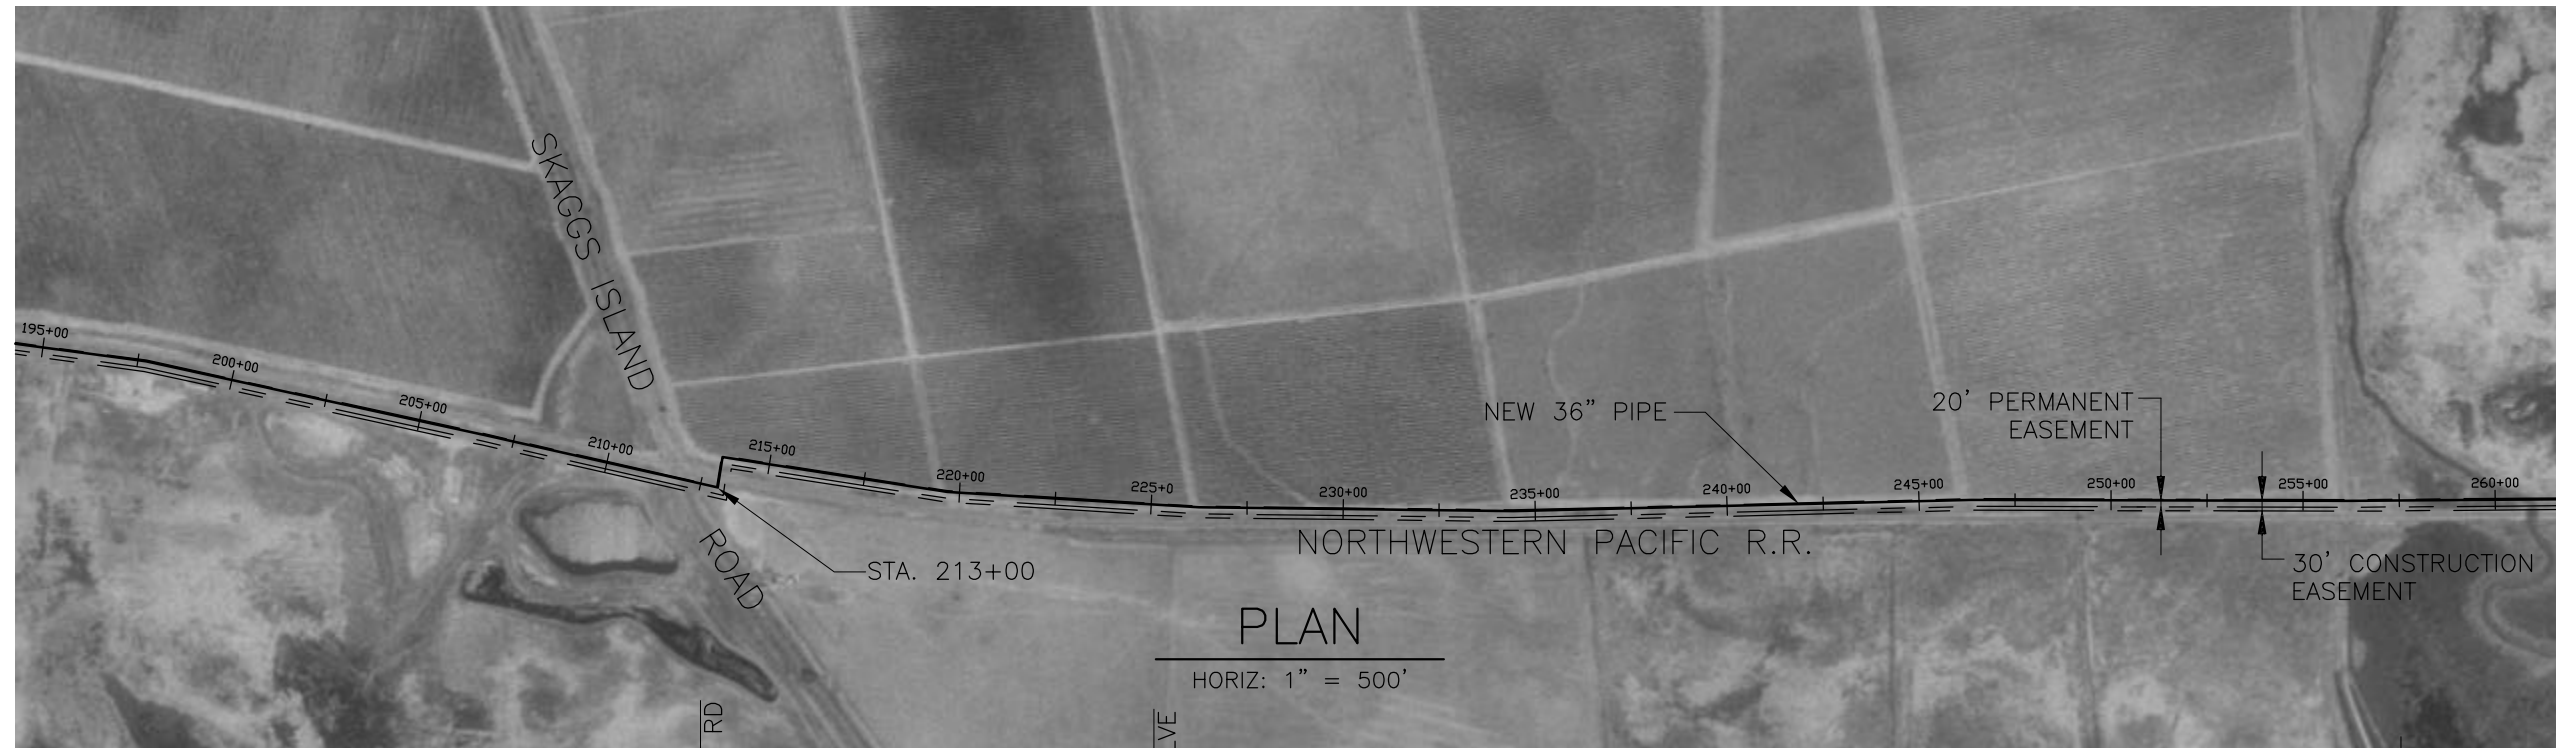 SKAGGS ISLAND ROAD
195+00
200+00
205+00
210+00
215+00
220+00
225+0
230+00
235+00
240+00
245+00
250+00
255+00
260+00
NEW 36" PIPE
20' PERMANENT
EASEMENT
STA. 213+00
NORTHWESTERN PACIFIC R.R.
30' CONSTRUCTION
EASEMENT
PLAN
HORIZ: 1" = 500'
RD